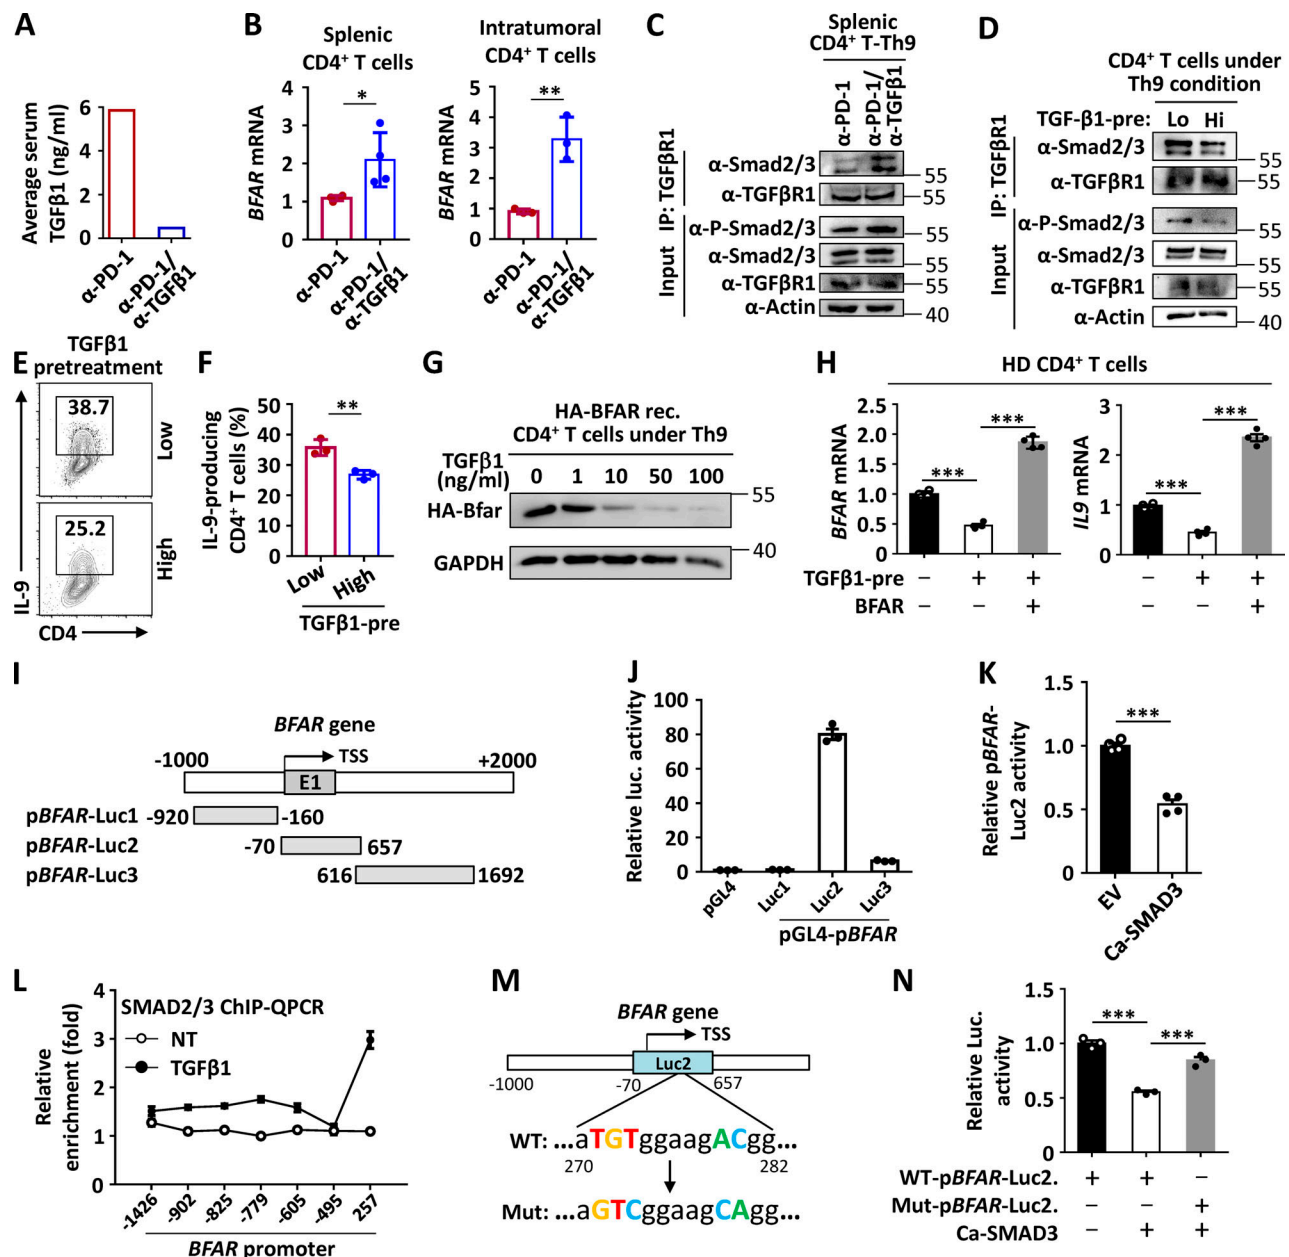 A
Average serum
TGFβ1 (ng/ml)
6
4
2
0
α-PD-1
α-PD-1/
α-TGFβ1
B
Splenic
CD4+ T cells
BFAR mRNA
4
3
2
1
0
*
α-PD-1
α-PD-1/
α-TGFβ1
Intratumoral
CD4+ T cells
BFAR mRNA
5
4
3
2
1
0
**
α-PD-1
α-PD-1/
α-TGFβ1
C
Splenic
CD4+ T-Th9
α-PD-1
α-PD-1/
α-TGFβ1
IP: TGFβR1
α-Smad2/3
55
α-TGFβR1
55
Input
α-P-Smad2/3
55
α-Smad2/3
55
α-TGFβR1
55
α-Actin
40
D
CD4+ T cells under
Th9 condition
TGF-β1-pre: Lo Hi
IP: TGFβR1
α-Smad2/3
55
α-TGFβR1
55
Input
α-P-Smad2/3
55
α-Smad2/3
55
α-TGFβR1
55
α-Actin
40
E
TGFβ1
pretreatment
38.7
Low
25.2
High
IL-9
CD4
F
IL-9-producing
CD4+ T cells (%)
50
40
30
20
10
0
**
Low
High
TGFβ1-pre
G
HA-BFAR rec.
CD4+ T cells under Th9
TGFβ1
(ng/ml)
0 1 10 50 100
HA-Bfar
55
GAPDH
40
H
HD CD4+ T cells
BFAR mRNA
2.5
2.0
1.5
1.0
0.5
0
***
***
IL9 mRNA
3
2
1
0
***
***
TGFβ1-pre − + + − + +
BFAR − − + − − +
I
BFAR gene
-1000
TSS
+2000
E1
pBFAR-Luc1 -920 -160
pBFAR-Luc2 -70 657
pBFAR-Luc3 616 1692
J
Relative luc. activity
100
80
60
40
20
0
pGL4
Luc1
Luc2
Luc3
pGL4-pBFAR
K
Relative pBFAR-
Luc2 activity
1.5
1.0
0.5
0
***
EV
Ca-SMAD3
L
Relative
enrichment (fold)
4
3
2
1
0
SMAD2/3 ChIP-QPCR
NT
TGFβ1
-1426
-902
-825
-779
-605
-495
257
BFAR promoter
M
BFAR gene
TSS
Luc2
-1000
-70
657
WT: ...aTGTggaagACgg...
270
282
Mut: ...aGTCggaagCAgg...
N
Relative Luc.
activity
1.5
1.0
0.5
0
***
***
WT-pBFAR-Luc2. + + −
Mut-pBFAR-Luc2. − − +
Ca-SMAD3 − + +